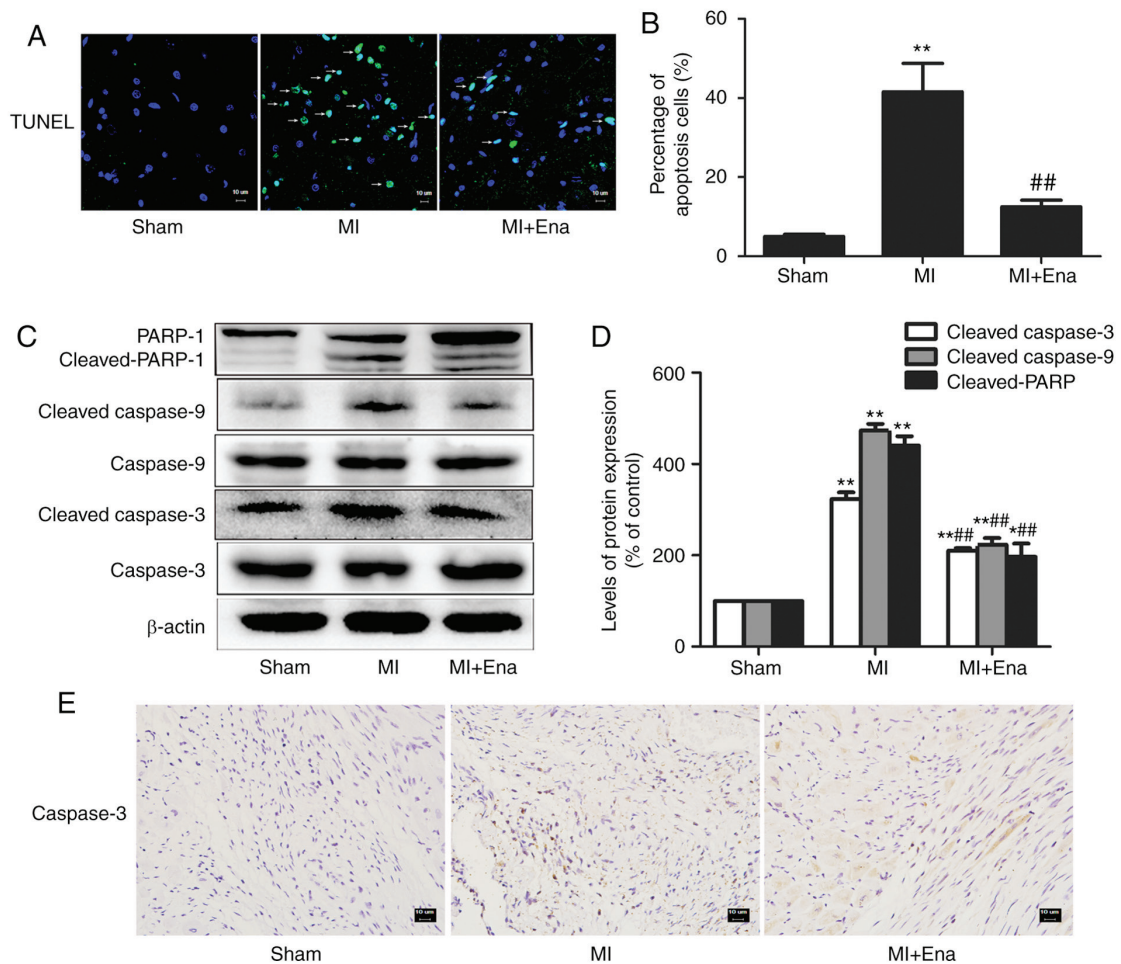 A
TUNEL
10 um
10 um
10 um
Sham
MI
MI+Ena
B
Percentage of
apoptosis cells (%)
60
40
20
0
**
##
Sham
MI
MI+Ena
C
PARP-1
Cleaved-PARP-1
Cleaved caspase-9
Caspase-9
Cleaved caspase-3
Caspase-3
β-actin
Sham
MI
MI+Ena
D
Cleaved caspase-3
Cleaved caspase-9
Cleaved-PARP
Levels of protein expression
(% of control)
600
400
200
0
**
**
**
**##
**##
*##
Sham
MI
MI+Ena
E
Caspase-3
10 um
10 um
10 um
Sham
MI
MI+Ena